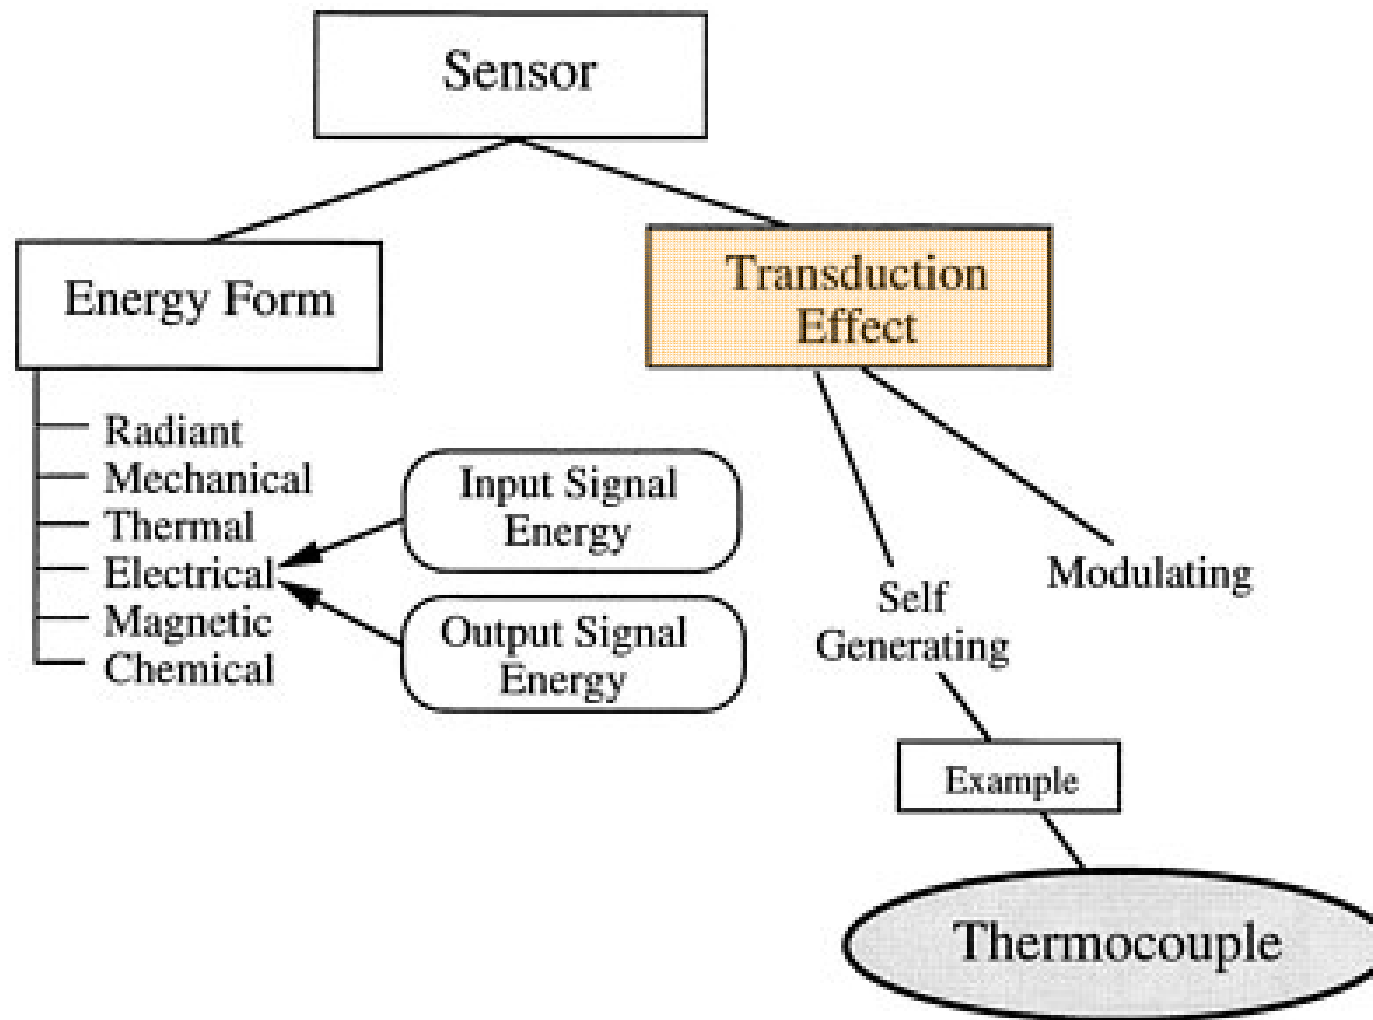 Sensor
Energy Form
Transduction
Effect
Radiant
Mechanical
Thermal
Electrical
Magnetic
Chemical
Input Signal
Energy
Output Signal
Energy
Self
Generating
Modulating
Example
Thermocouple